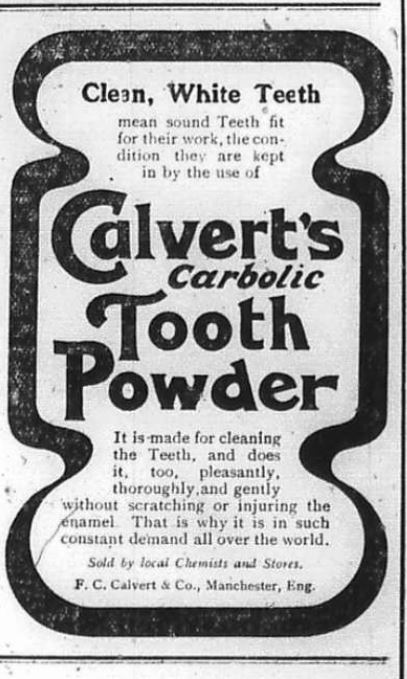 Clean, White Teeth
mean sound Teeth fit
for their work, the con-
dition they are kept
in by the use of
Calvert's
Carbolic
Tooth
Powder
It is made for cleaning
the Teeth, and does
it, too, pleasantly,
thoroughly, and gently
without scratching or injuring the
enamel. That is why it is in such
constant demand all over the world.
Sold by local Chemists and Stores.
F. C. Calvert & Co., Manchester, Eng.